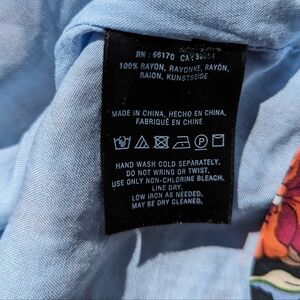 RN : 66170 CA
100% RAYON, RAYONNE, RAYÓN,
RAION, KUNSTSEIDE
MADE IN CHINA, HECHO EN CHINA,
FABRIQUÉ EN CHINE
HAND WASH COLD SEPARATELY.
DO NOT WRING OR TWIST.
USE ONLY NON-CHLORINE BLEACH.
LINE DRY.
LOW IRON AS NEEDED.
MAY BE DRY CLEANED.